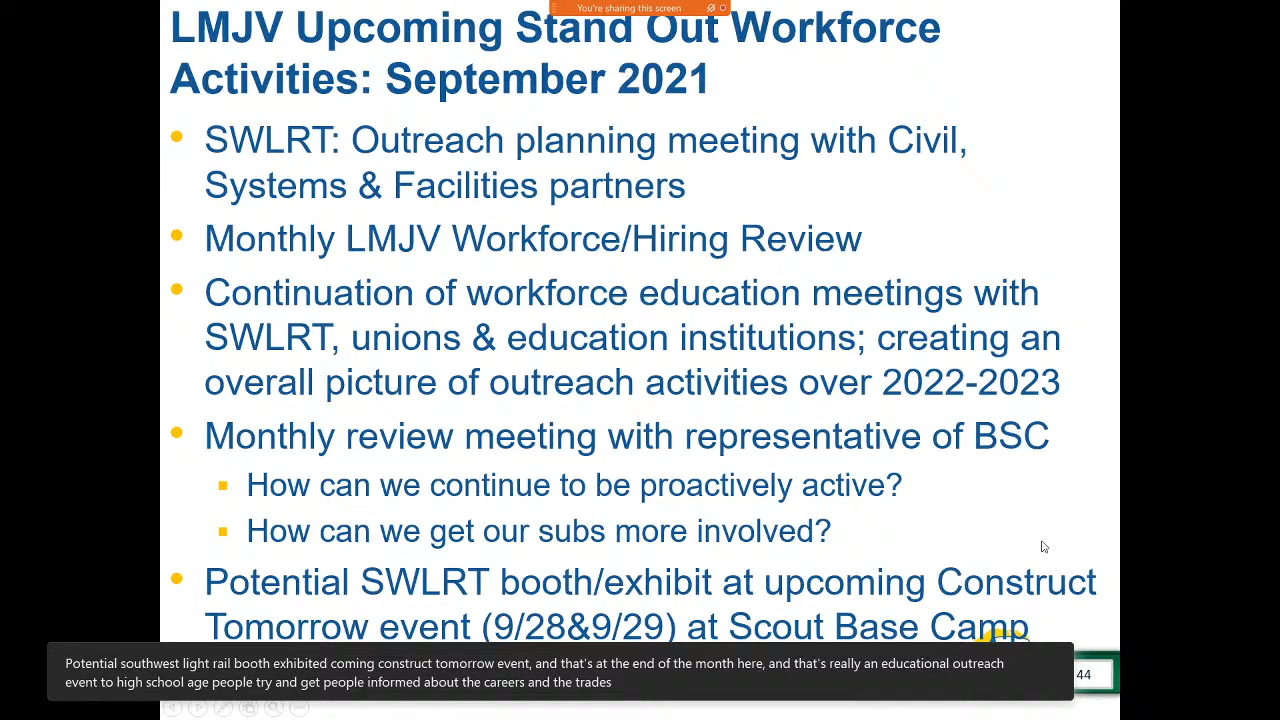 You're sharing this screen
LMJV Upcoming Stand Out Workforce
Activities: September 2021
SWLRT: Outreach planning meeting with Civil,
Systems & Facilities partners
Monthly LMJV Workforce/Hiring Review
Continuation of workforce education meetings with
SWLRT, unions & education institutions; creating an
overall picture of outreach activities over 2022-2023
Monthly review meeting with representative of BSC
How can we continue to be proactively active?
How can we get our subs more involved?
Potential SWLRT booth/exhibit at upcoming Construct
Tomorrow event (9/28&9/29) at Scout Base Camp
Potential southwest light rail booth exhibited coming construct tomorrow event, and that's at the end of the month here, and that's really an educational outreach
event to high school age people try and get people informed about the careers and the trades
44